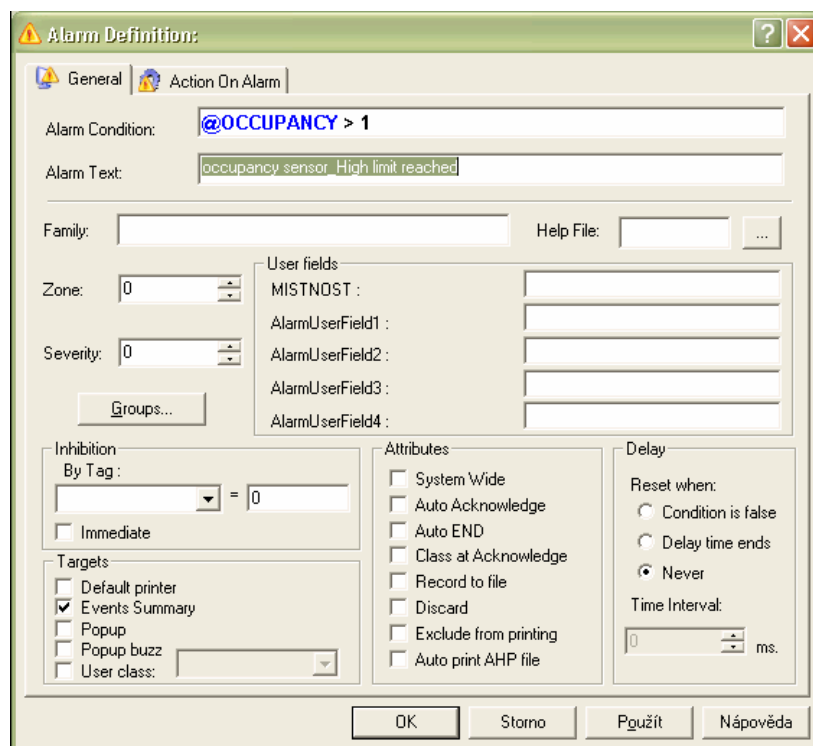 Alarm Definition:
General
Action On Alarm
Alarm Condition: @OCCUPANCY > 1
Alarm Text: occupancy sensor_High limit reached
Family: Help File: ...
Zone: 0
Severity: 0
Groups...
User fields
MISTNOST :
AlarmUserField1 :
AlarmUserField2 :
AlarmUserField3 :
AlarmUserField4 :
Inhibition
By Tag :
= 0
Immediate
Targets
Default printer
Events Summary
Popup
Popup buzz
User class:
Attributes
System Wide
Auto Acknowledge
Auto END
Class at Acknowledge
Record to file
Discard
Exclude from printing
Auto print AHP file
Delay
Reset when:
Condition is false
Delay time ends
Never
Time Interval:
0 ms.
OK Storno Použít Nápověda